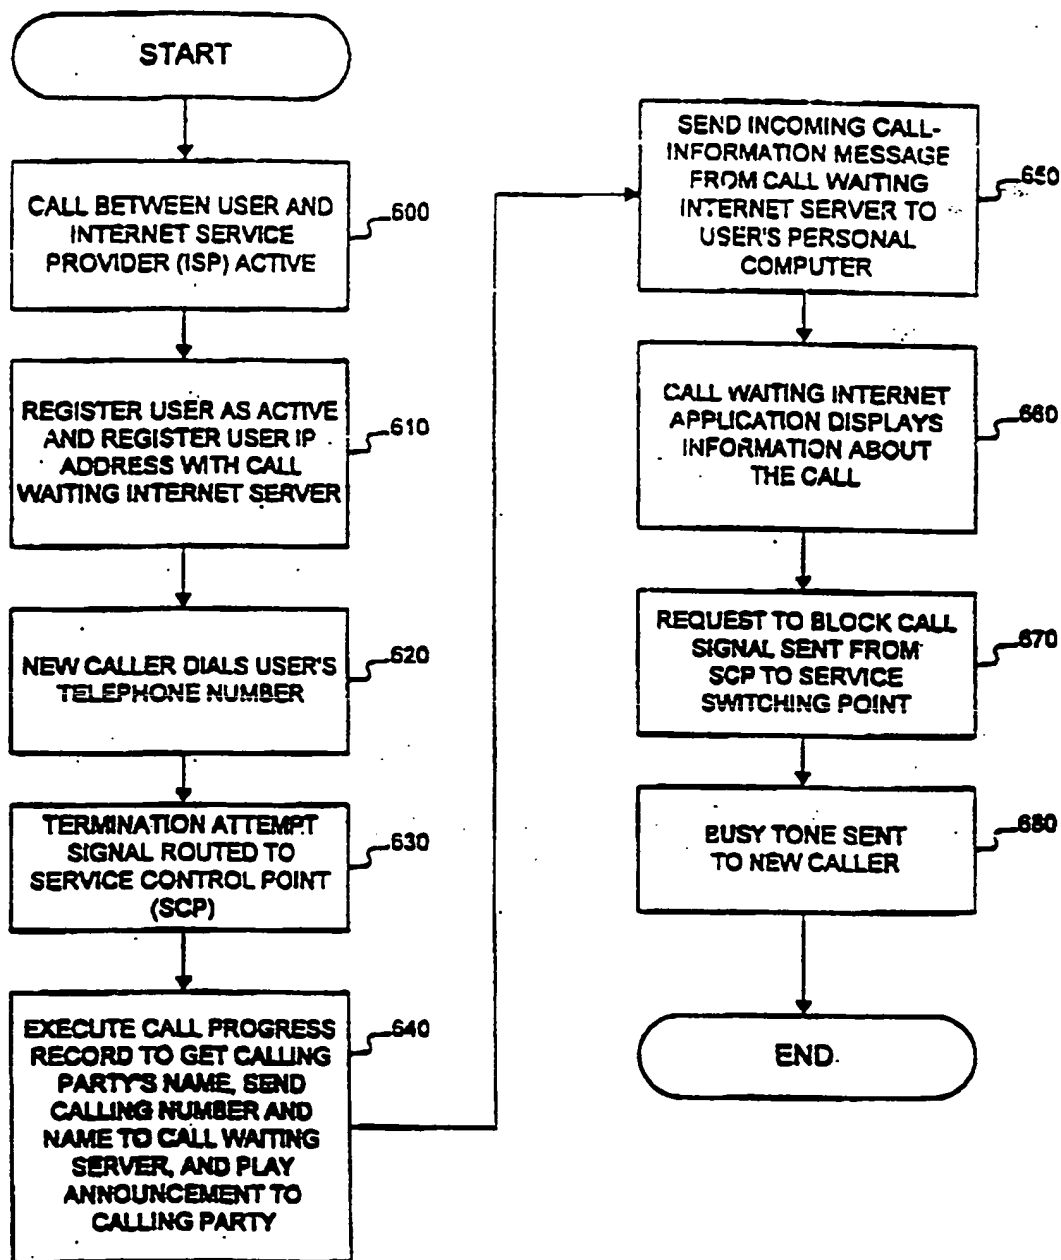 START
CALL BETWEEN USER AND
INTERNET SERVICE
PROVIDER (ISP) ACTIVE
600
REGISTER USER AS ACTIVE
AND REGISTER USER IP
ADDRESS WITH CALL
WAITING INTERNET SERVER
610
NEW CALLER DIALS USER'S
TELEPHONE NUMBER
620
TERMINATION ATTEMPT
SIGNAL ROUTED TO
SERVICE CONTROL POINT
(SCP)
630
EXECUTE CALL PROGRESS
RECORD TO GET CALLING
PARTY'S NAME, SEND
CALLING NUMBER AND
NAME TO CALL WAITING
SERVER, AND PLAY
ANNOUNCEMENT TO
CALLING PARTY
640
SEND INCOMING CALL-
INFORMATION MESSAGE
FROM CALL WAITING
INTERNET SERVER TO
USER'S PERSONAL
COMPUTER
650
CALL WAITING INTERNET
APPLICATION DISPLAYS
INFORMATION ABOUT
THE CALL
660
REQUEST TO BLOCK CALL
SIGNAL SENT FROM
SCP TO SERVICE
SWITCHING POINT
670
BUSY TONE SENT
TO NEW CALLER
680
END